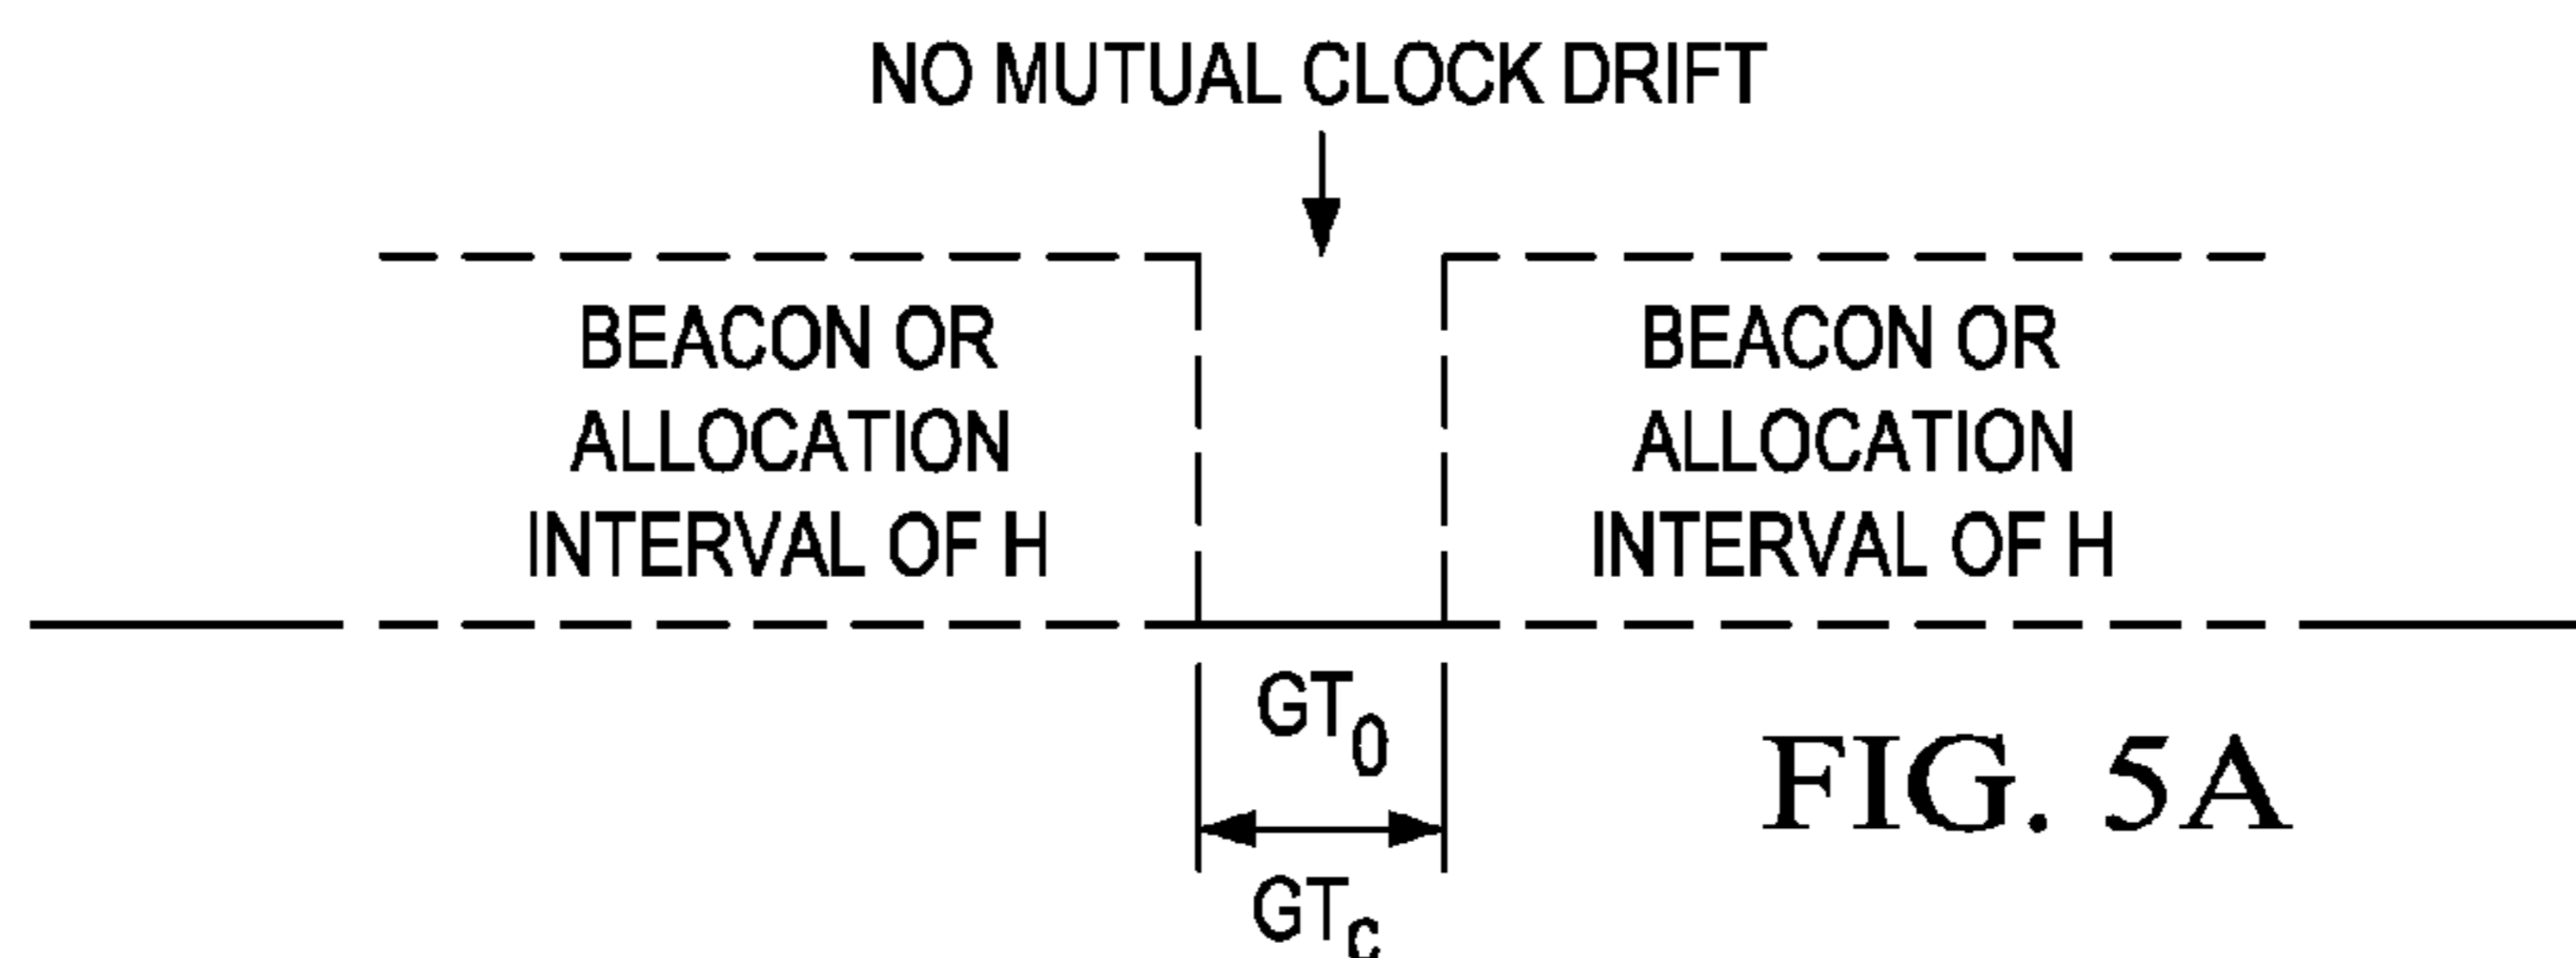 NO MUTUAL CLOCK DRIFT
BEACON OR
ALLOCATION
INTERVAL OF H
BEACON OR
ALLOCATION
INTERVAL OF H
GT0
GTc
FIG. 5A